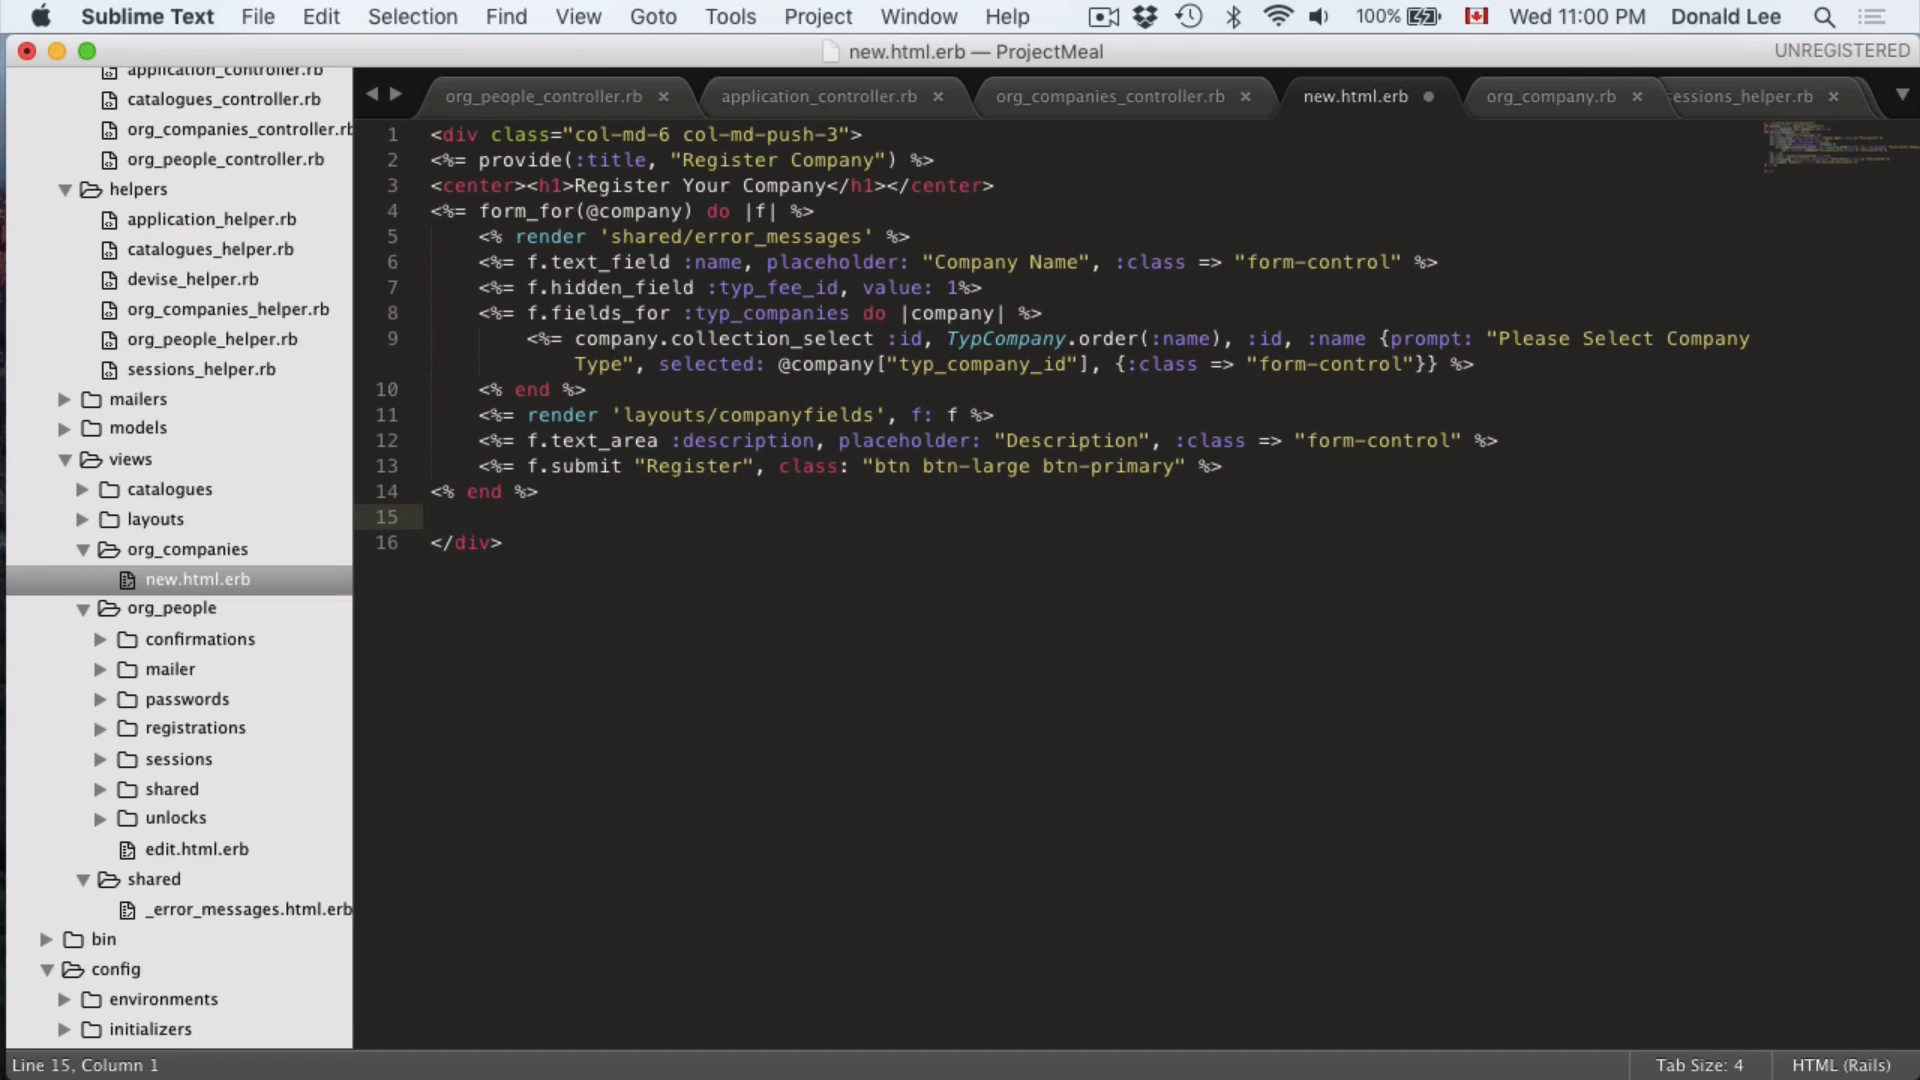 Sublime Text File Edit Selection Find View Goto Tools Project Window Help 100% Wed 11:00 PM Donald Lee
new.html.erb — ProjectMeal UNREGISTERED
application_controller.rb
catalogues_controller.rb
org_companies_controller.rb
org_people_controller.rb
helpers
application_helper.rb
catalogues_helper.rb
devise_helper.rb
org_companies_helper.rb
org_people_helper.rb
sessions_helper.rb
mailers
models
views
catalogues
layouts
org_companies
new.html.erb
org_people
confirmations
mailer
passwords
registrations
sessions
shared
unlocks
edit.html.erb
shared
_error_messages.html.erb
bin
config
environments
initializers
org_people_controller.rb × application_controller.rb × org_companies_controller.rb × new.html.erb org_company.rb × essions_helper.rb ×
1 <div class="col-md-6 col-md-push-3">
2 <%= provide(:title, "Register Company") %>
3 <center><h1>Register Your Company</h1></center>
4 <%= form_for(@company) do |f| %>
5 <% render 'shared/error_messages' %>
6 <%= f.text_field :name, placeholder: "Company Name", :class => "form-control" %>
7 <%= f.hidden_field :typ_fee_id, value: 1%>
8 <%= f.fields_for :typ_companies do |company| %>
9 <%= company.collection_select :id, TypCompany.order(:name), :id, :name {prompt: "Please Select Company
Type", selected: @company["typ_company_id"], {:class => "form-control"}} %>
10 <% end %>
11 <%= render 'layouts/companyfields', f: f %>
12 <%= f.text_area :description, placeholder: "Description", :class => "form-control" %>
13 <%= f.submit "Register", class: "btn btn-large btn-primary" %>
14 <% end %>
15
16 </div>
Line 15, Column 1 Tab Size: 4 HTML (Rails)